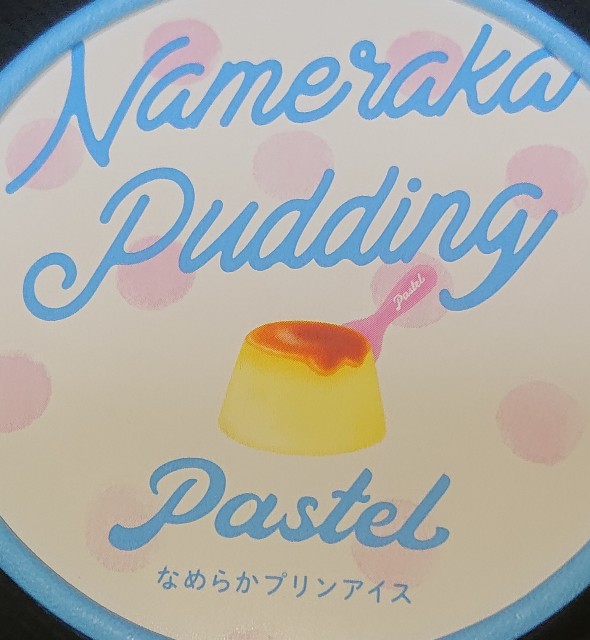 Nameraka
Pudding
Pastel
Pastel
なめらかプリンアイス